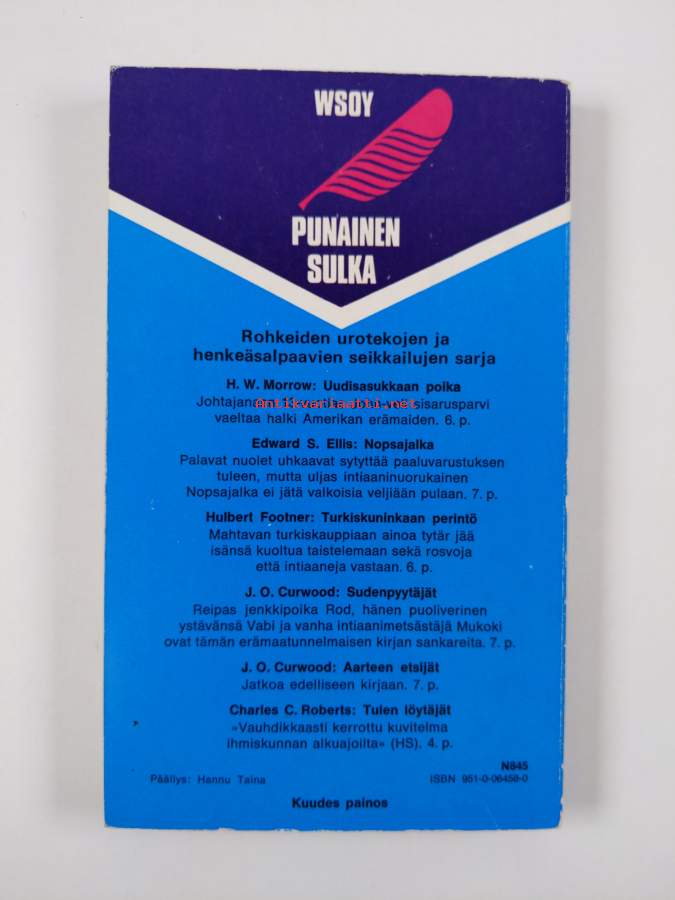 WSOY
PUNAINEN
SULKA
Rohkeiden urotekojen ja
henkeäsalpaavien seikkailujen sarja
H. W. Morrow: Uudisasukkaan poika
Johtajanaan sisarusparvi
antikvariaatti.net
vaeltaa halki Amerikan erämaiden. 6. p.
Edward S. Ellis: Nopsajalka
Palavat nuolet uhkaavat sytyttää paaluvarustuksen
tuleen, mutta uljas intiaaninuorukainen
Nopsajalka ei jätä valkoisia veljiään pulaan. 7. p.
Hulbert Footner: Turkiskuninkaan perintö
Mahtavan turkiskauppiaan ainoa tytär jää
isänsä kuoltua taistelemaan sekä rosvoja
että intiaaneja vastaan. 6. p.
J. O. Curwood: Sudenpyytäjät
Reipas jenkkipoika Rod, hänen puoliverinen
ystävänsä Vabi ja vanha intiaanimetsästäjä Mukoki
ovat tämän erämaatunnelmaisen kirjan sankareita. 7. p.
J. O. Curwood: Aarteen etsijät
Jatkoa edelliseen kirjaan. 7. p.
Charles C. Roberts: Tulen löytäjät
»Vauhdikkaasti kerrottu kuvitelma
ihmiskunnan alkuajoilta» (HS). 4. p.
N845
Päällys: Hannu Taina ISBN 951-0-06458-0
Kuudes painos